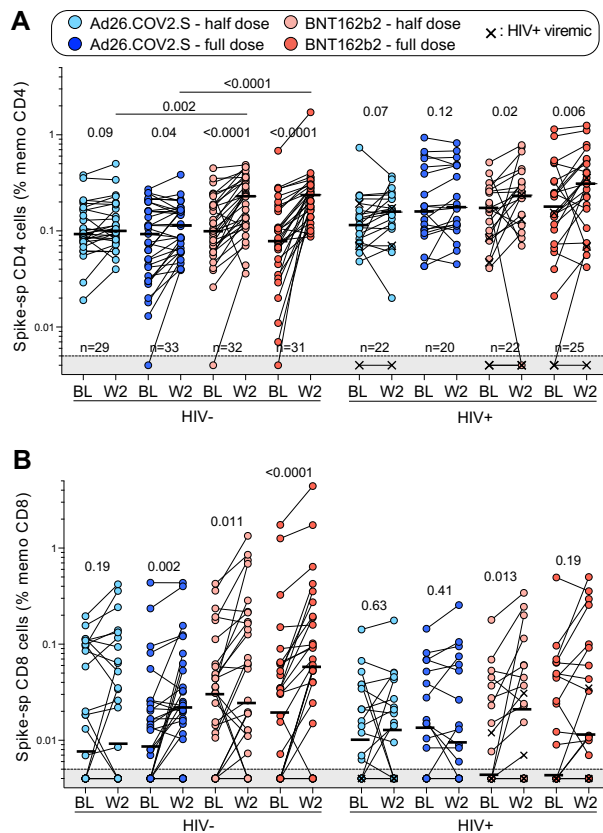 A
Ad26.COV2.S - half dose
BNT162b2 - half dose
Ad26.COV2.S - full dose
BNT162b2 - full dose
×: HIV+ viremic
<0.0001
0.002
0.09
0.04
<0.0001
<0.0001
0.07
0.12
0.02
0.006
Spike-sp CD4 cells (% memo CD4)
1
0.1
0.01
n=29
n=33
n=32
n=31
n=22
n=20
n=22
n=25
BL W2 BL W2 BL W2 BL W2 BL W2 BL W2 BL W2 BL W2
HIV-
HIV+
B
<0.0001
0.011
0.19
0.002
0.63
0.41
0.013
0.19
Spike-sp CD8 cells (% memo CD8)
1
0.1
0.01
BL W2 BL W2 BL W2 BL W2 BL W2 BL W2 BL W2 BL W2
HIV-
HIV+